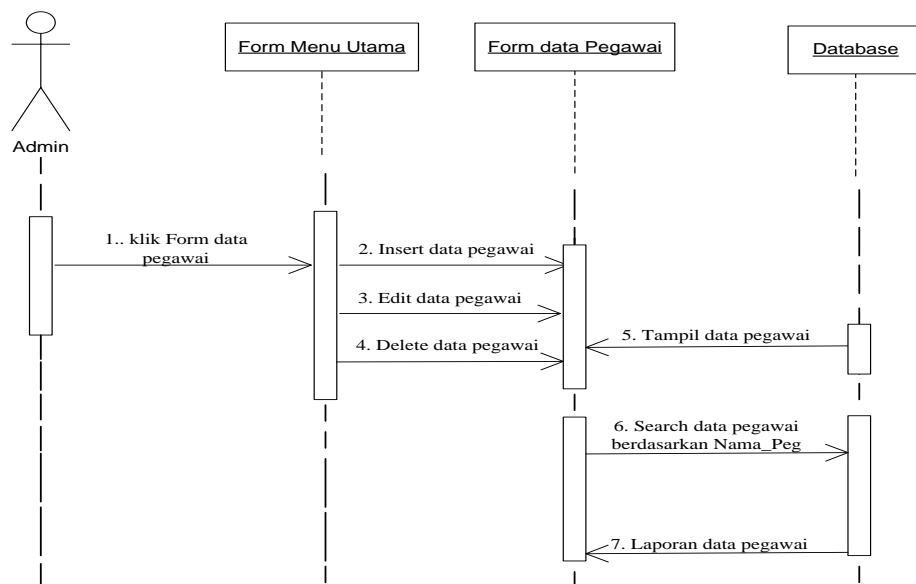 Form Menu Utama
Form data Pegawai
Database
Admin
1.. klik Form data
pegawai
2. Insert data pegawai
3. Edit data pegawai
4. Delete data pegawai
5. Tampil data pegawai
6. Search data pegawai
berdasarkan Nama_Peg
7. Laporan data pegawai